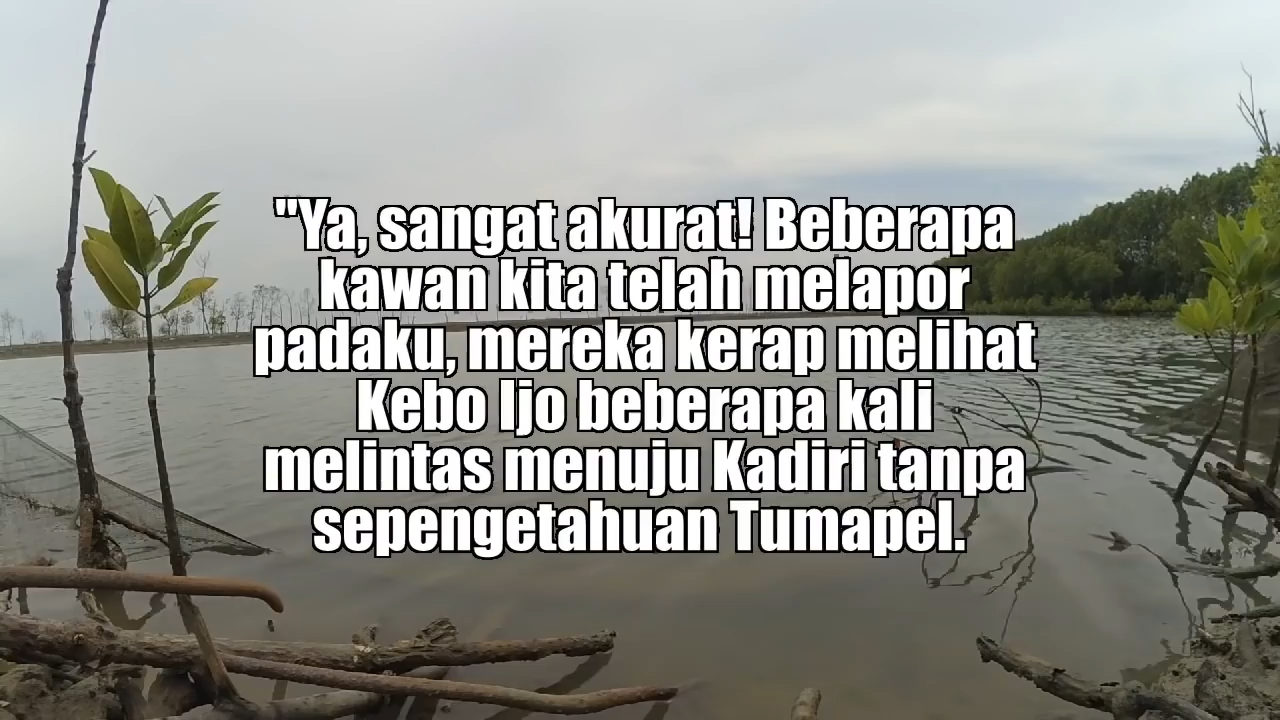 "Ya, sangat akurat! Beberapa
kawan kita telah melapor
padaku, mereka kerap melihat
Kebo Ijo beberapa kali
melintas menuju Kadiri tanpa
sepengetahuan Tumapel.